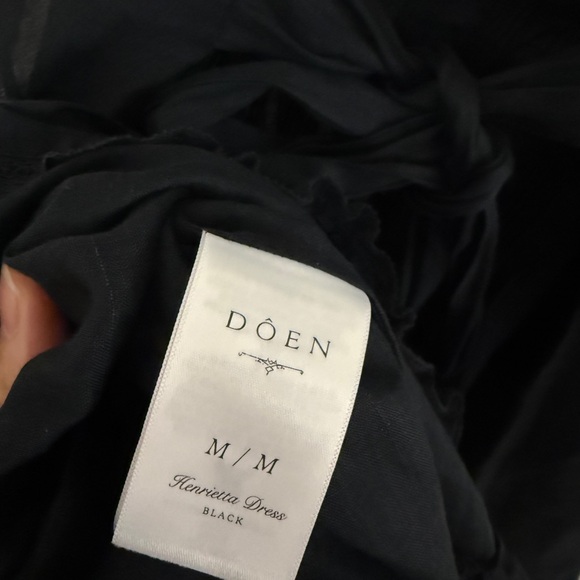 DÔEN
M / M
Henrietta Dress
BLACK